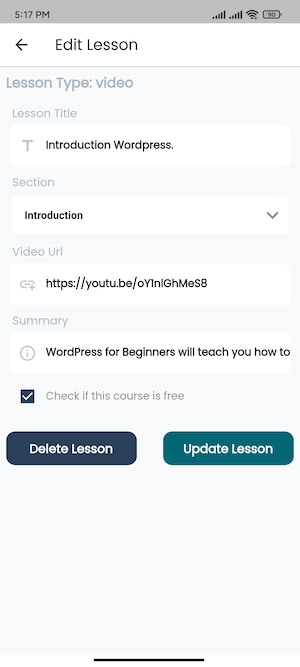 5:17 PM
90
Edit Lesson
Lesson Type: video
Lesson Title
Introduction Wordpress.
Section
Introduction
Video Url
https://youtu.be/oY1nlGhMeS8
Summary
WordPress for Beginners will teach you how to
Check if this course is free
Delete Lesson
Update Lesson